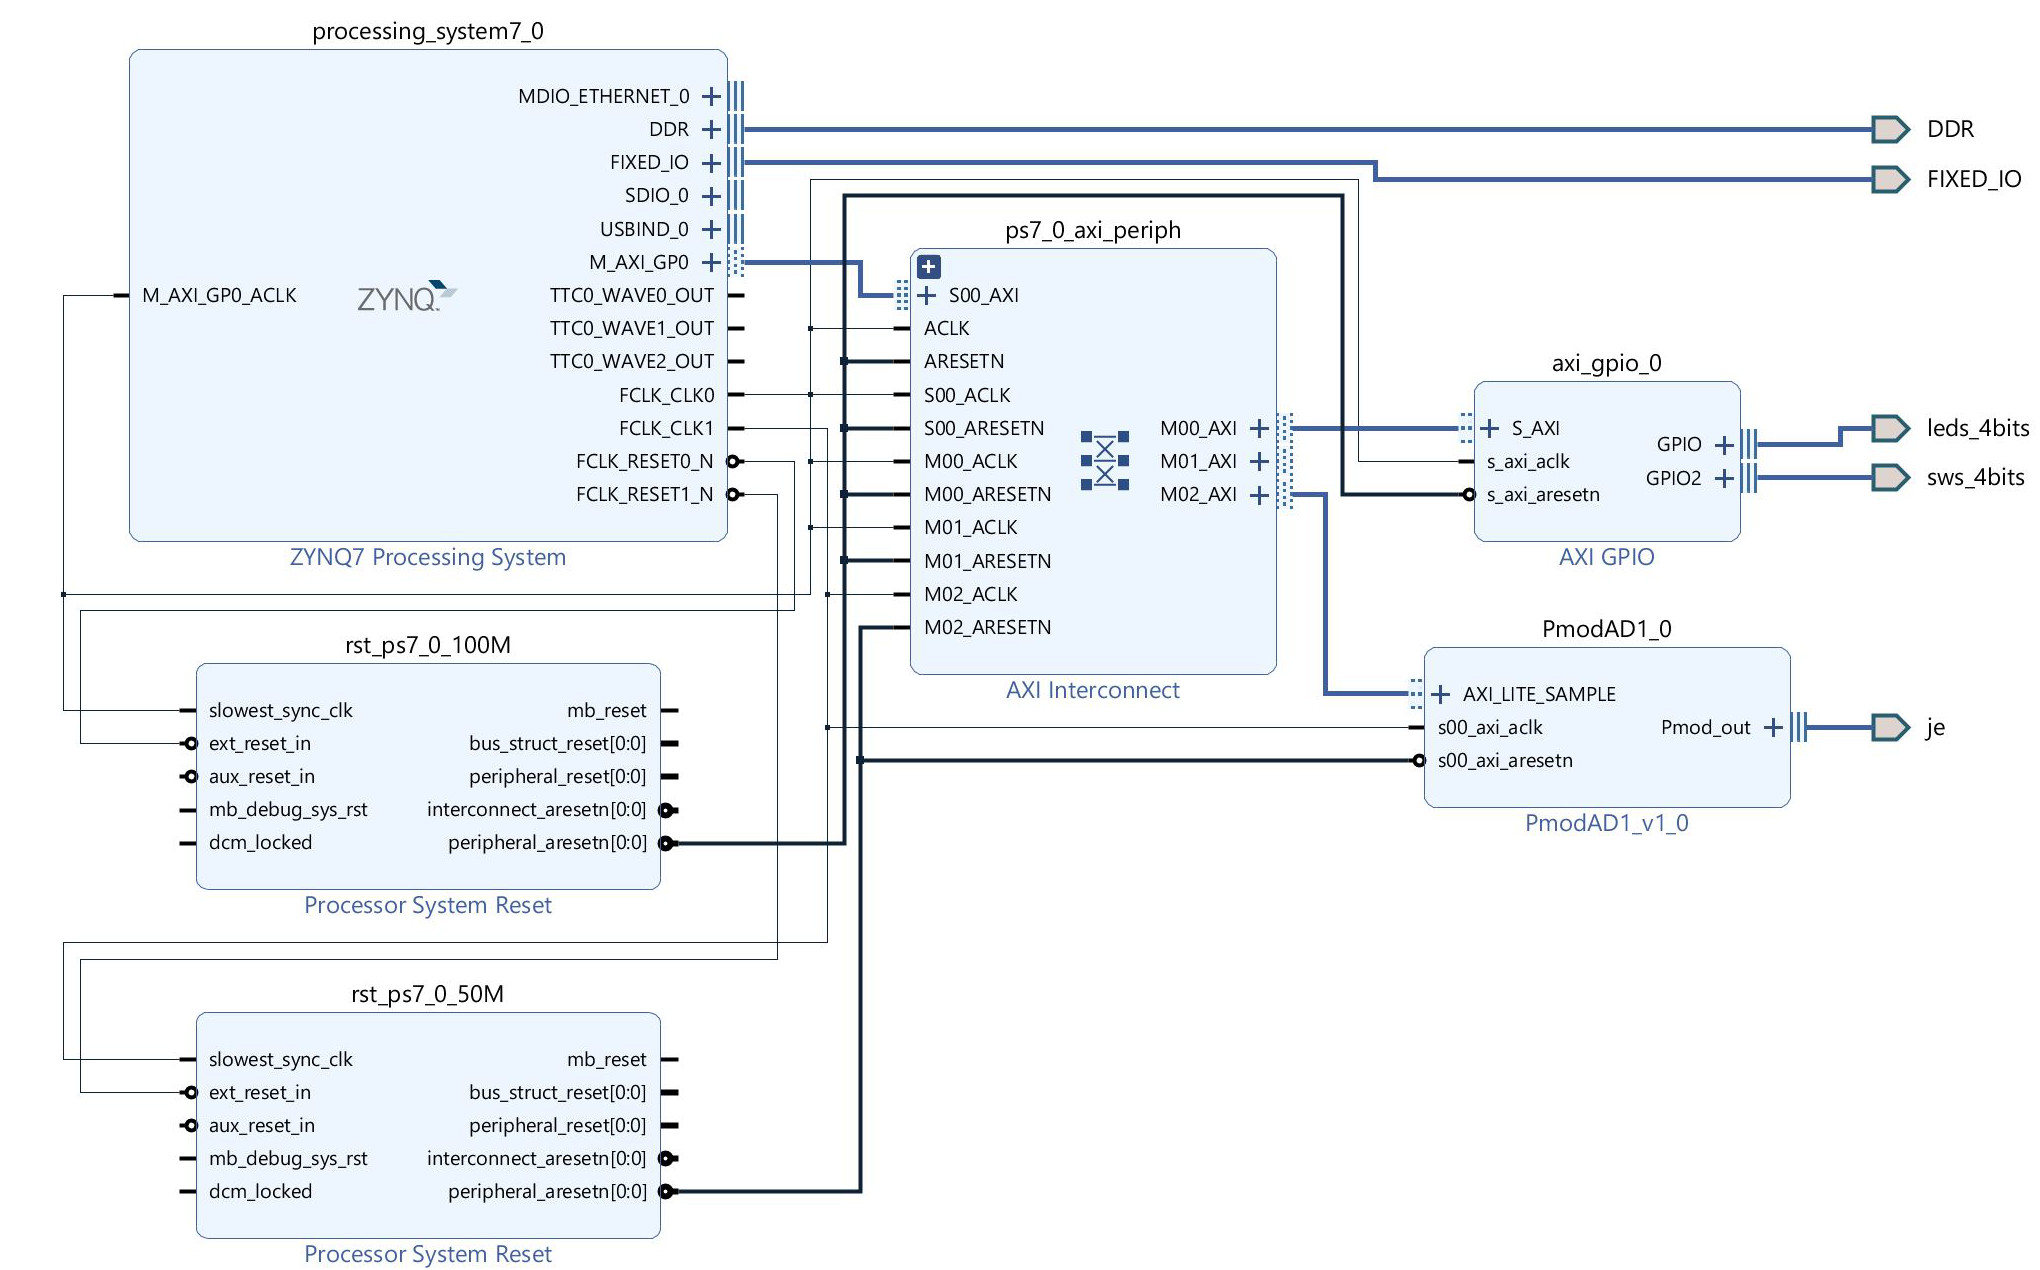 processing_system7_0
MDIO_ETHERNET_0
DDR
FIXED_IO
SDIO_0
USBIND_0
M_AXI_GP0
M_AXI_GP0_ACLK
ZYNQ
TTC0_WAVE0_OUT
TTC0_WAVE1_OUT
TTC0_WAVE2_OUT
FCLK_CLK0
FCLK_CLK1
FCLK_RESET0_N
FCLK_RESET1_N
ZYNQ7 Processing System
DDR
FIXED_IO
ps7_0_axi_periph
S00_AXI
ACLK
ARESETN
S00_ACLK
S00_ARESETN
M00_ACLK
M00_ARESETN
M01_ACLK
M01_ARESETN
M02_ACLK
M02_ARESETN
M00_AXI
M01_AXI
M02_AXI
AXI Interconnect
axi_gpio_0
S_AXI
s_axi_aclk
s_axi_aresetn
GPIO
GPIO2
AXI GPIO
leds_4bits
sws_4bits
PmodAD1_0
AXI_LITE_SAMPLE
s00_axi_aclk
s00_axi_aresetn
Pmod_out
PmodAD1_v1_0
je
rst_ps7_0_100M
slowest_sync_clk
ext_reset_in
aux_reset_in
mb_debug_sys_rst
dcm_locked
mb_reset
bus_struct_reset[0:0]
peripheral_reset[0:0]
interconnect_aresetn[0:0]
peripheral_aresetn[0:0]
Processor System Reset
rst_ps7_0_50M
slowest_sync_clk
ext_reset_in
aux_reset_in
mb_debug_sys_rst
dcm_locked
mb_reset
bus_struct_reset[0:0]
peripheral_reset[0:0]
interconnect_aresetn[0:0]
peripheral_aresetn[0:0]
Processor System Reset